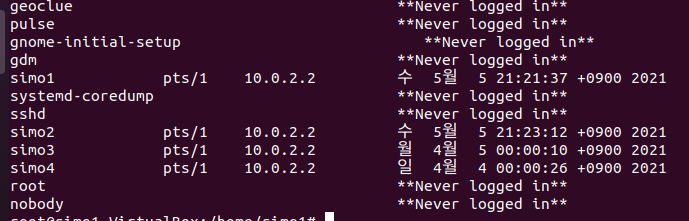 geoclue **Never logged in**
pulse **Never logged in**
gnome-initial-setup **Never logged in**
gdm **Never logged in**
simo1 pts/1 10.0.2.2 수 5월 5 21:21:37 +0900 2021
systemd-coredump **Never logged in**
sshd **Never logged in**
simo2 pts/1 10.0.2.2 수 5월 5 21:23:12 +0900 2021
simo3 pts/1 10.0.2.2 월 4월 5 00:00:10 +0900 2021
simo4 pts/1 10.0.2.2 일 4월 4 00:00:26 +0900 2021
root **Never logged in**
nobody **Never logged in**
root@simo1-VirtualBox:/home/simo1#